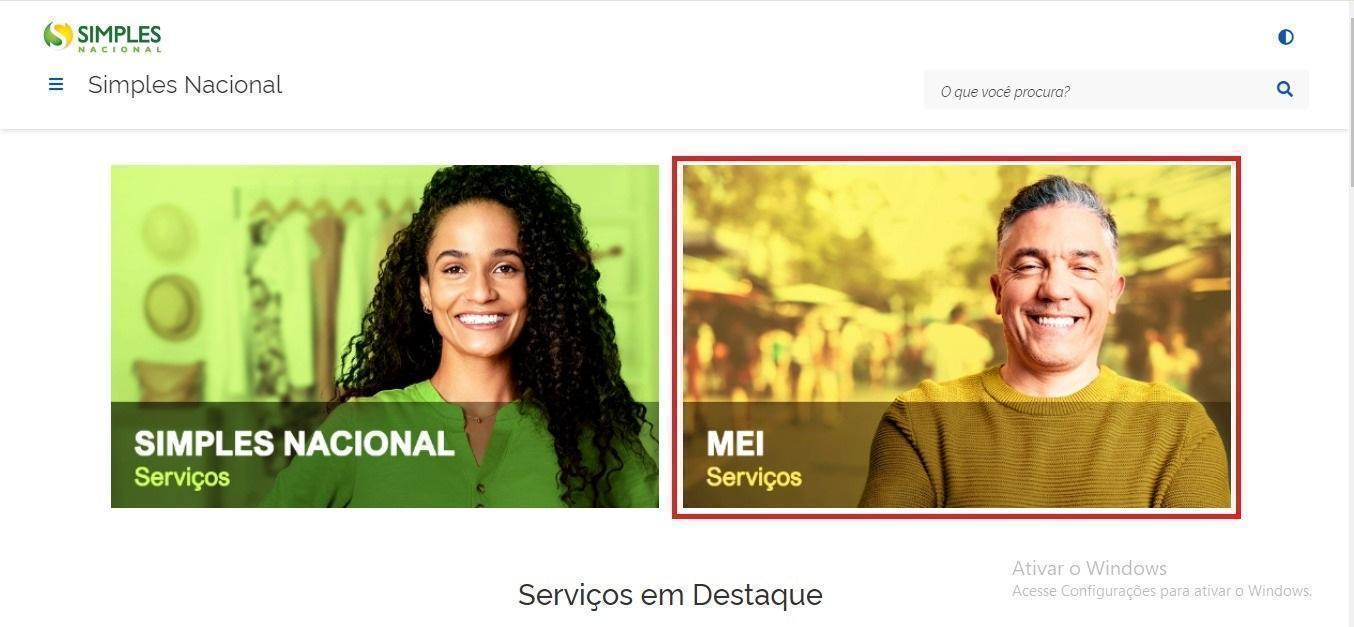 SIMPLES
NACIONAL
Simples Nacional
O que você procura?
SIMPLES NACIONAL
Serviços
MEI
Serviços
Serviços em Destaque
Ativar o Windows
Acesse Configurações para ativar o Windows.